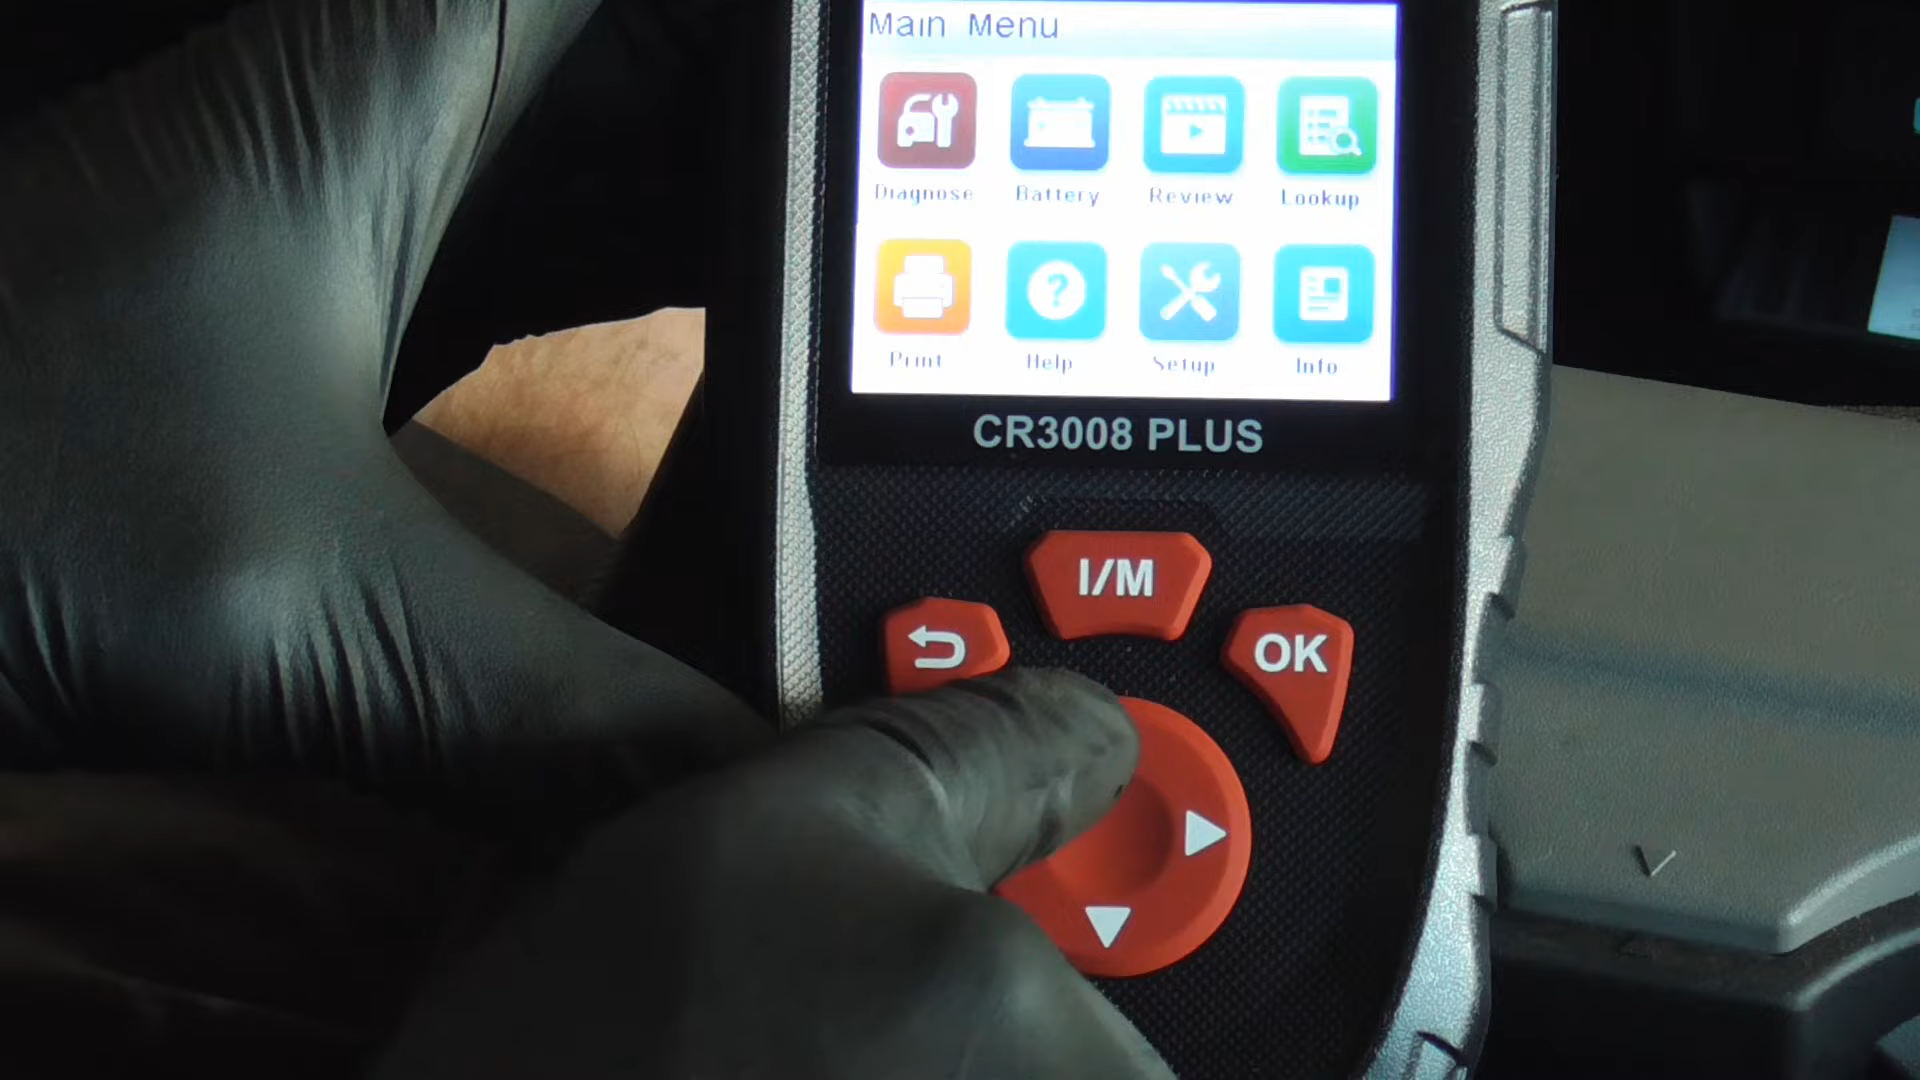 Main Menu
Diagnose Battery Review Lookup
Print Help Setup Info
CR3008 PLUS
I/M
OK